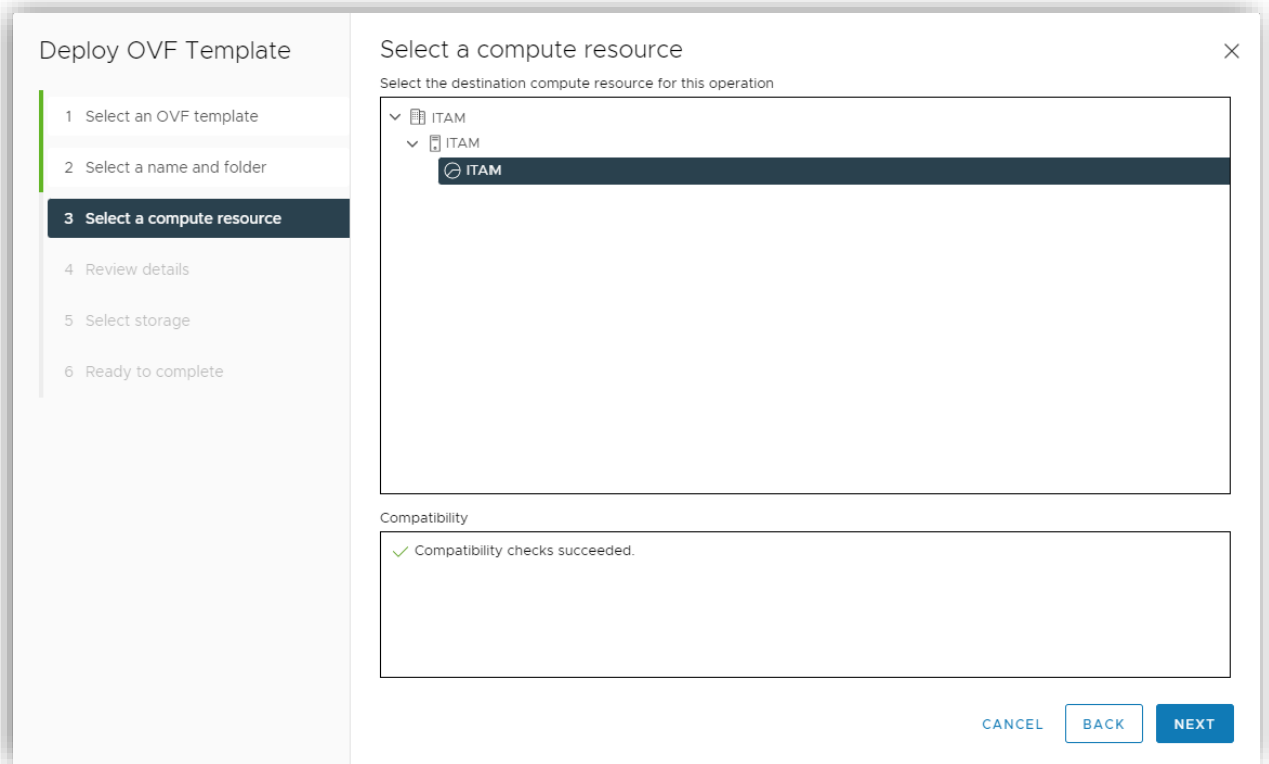 Deploy OVF Template
1 Select an OVF template
2 Select a name and folder
3 Select a compute resource
4 Review details
5 Select storage
6 Ready to complete
Select a compute resource
Select the destination compute resource for this operation
ITAM
ITAM
ITAM
Compatibility
Compatibility checks succeeded.
CANCEL BACK NEXT